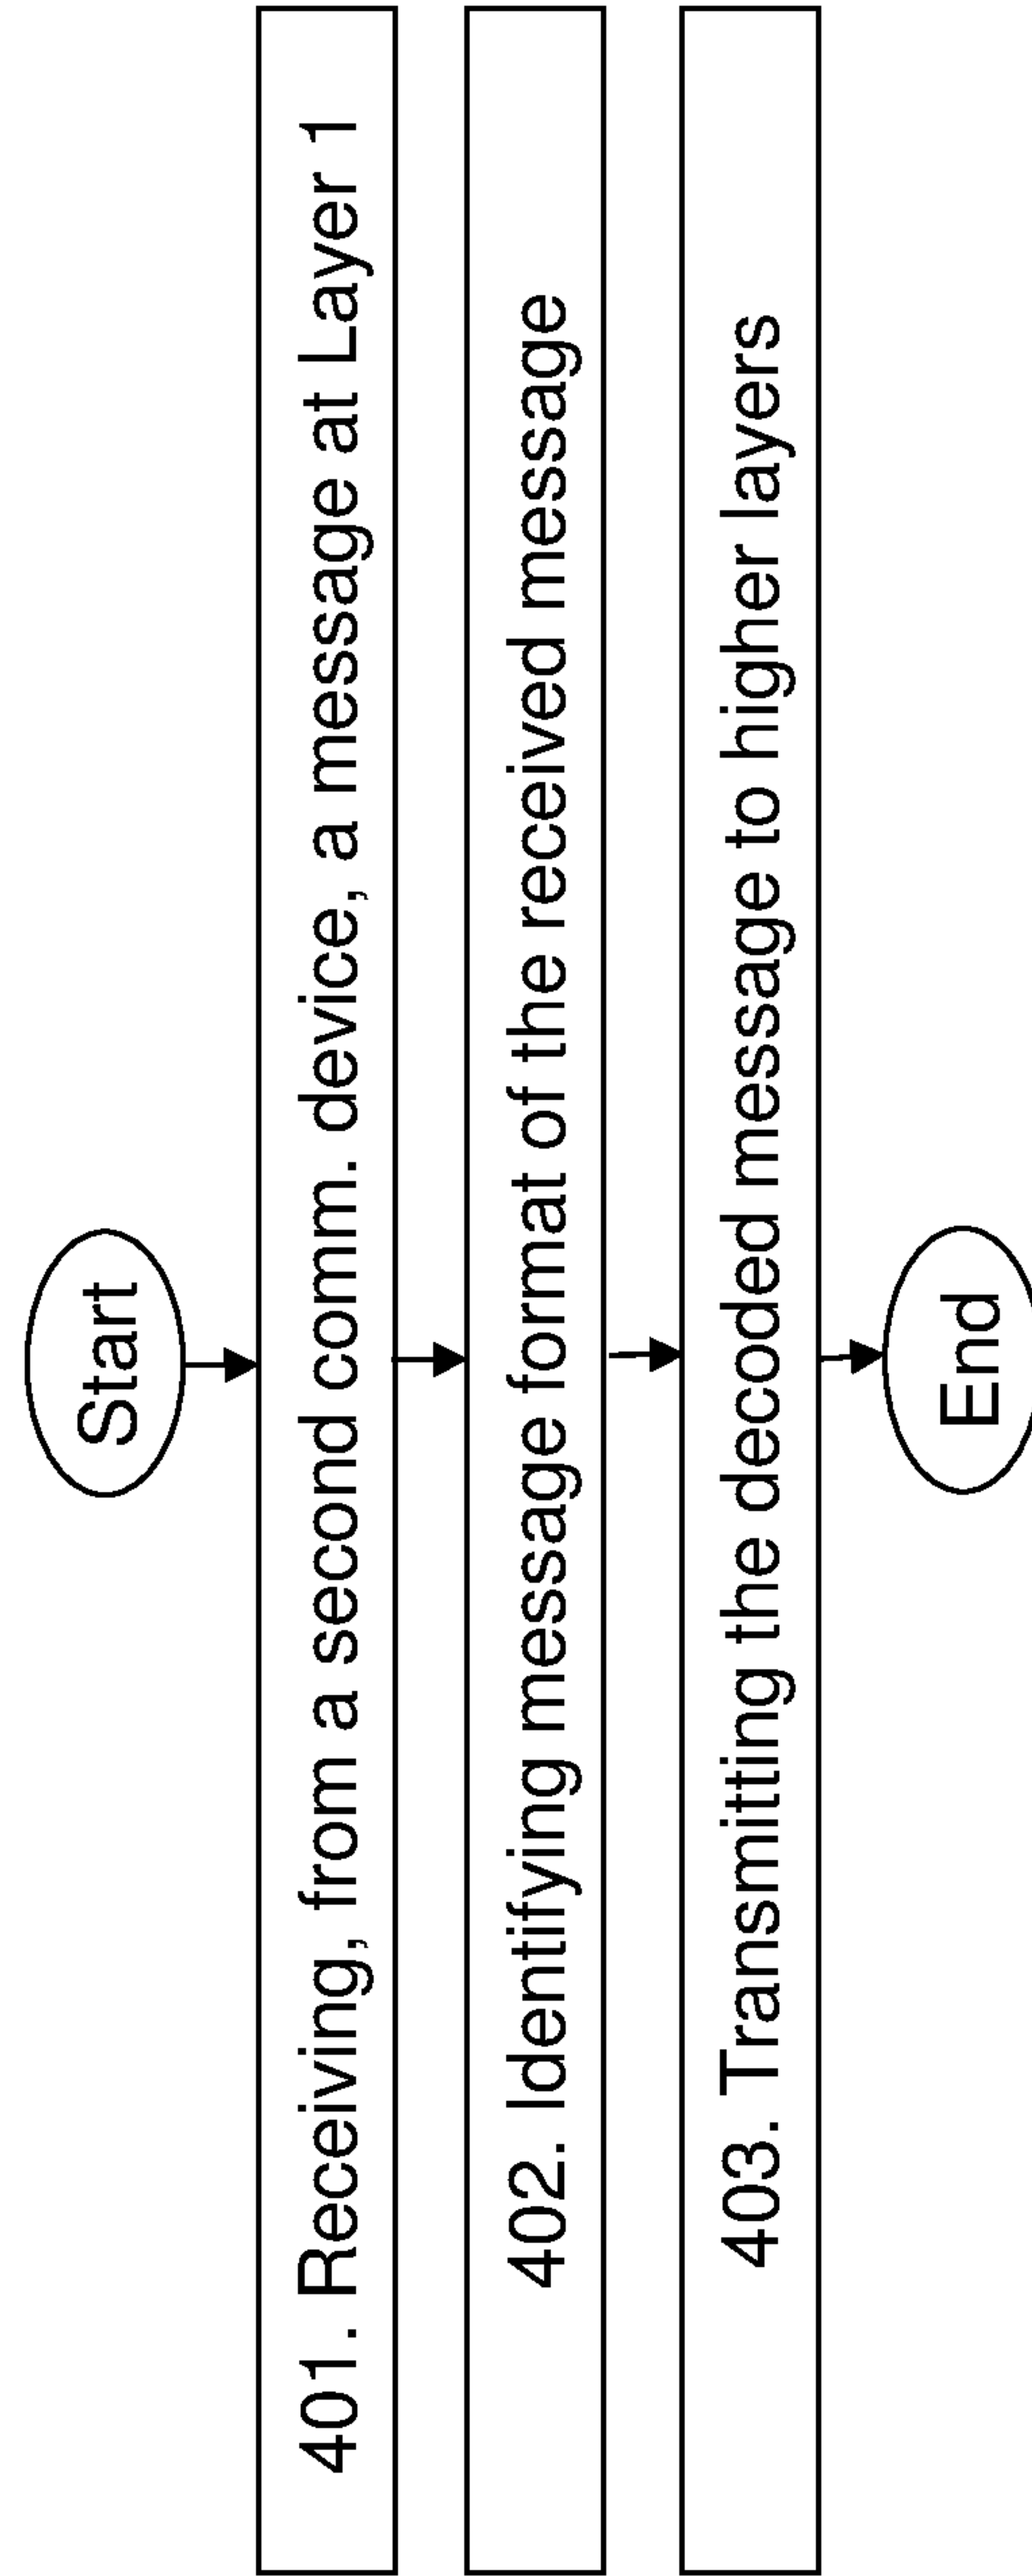 Start
401. Receiving, from a second comm. device, a message at Layer 1
402. Identifying message format of the received message
403. Transmitting the decoded message to higher layers
End